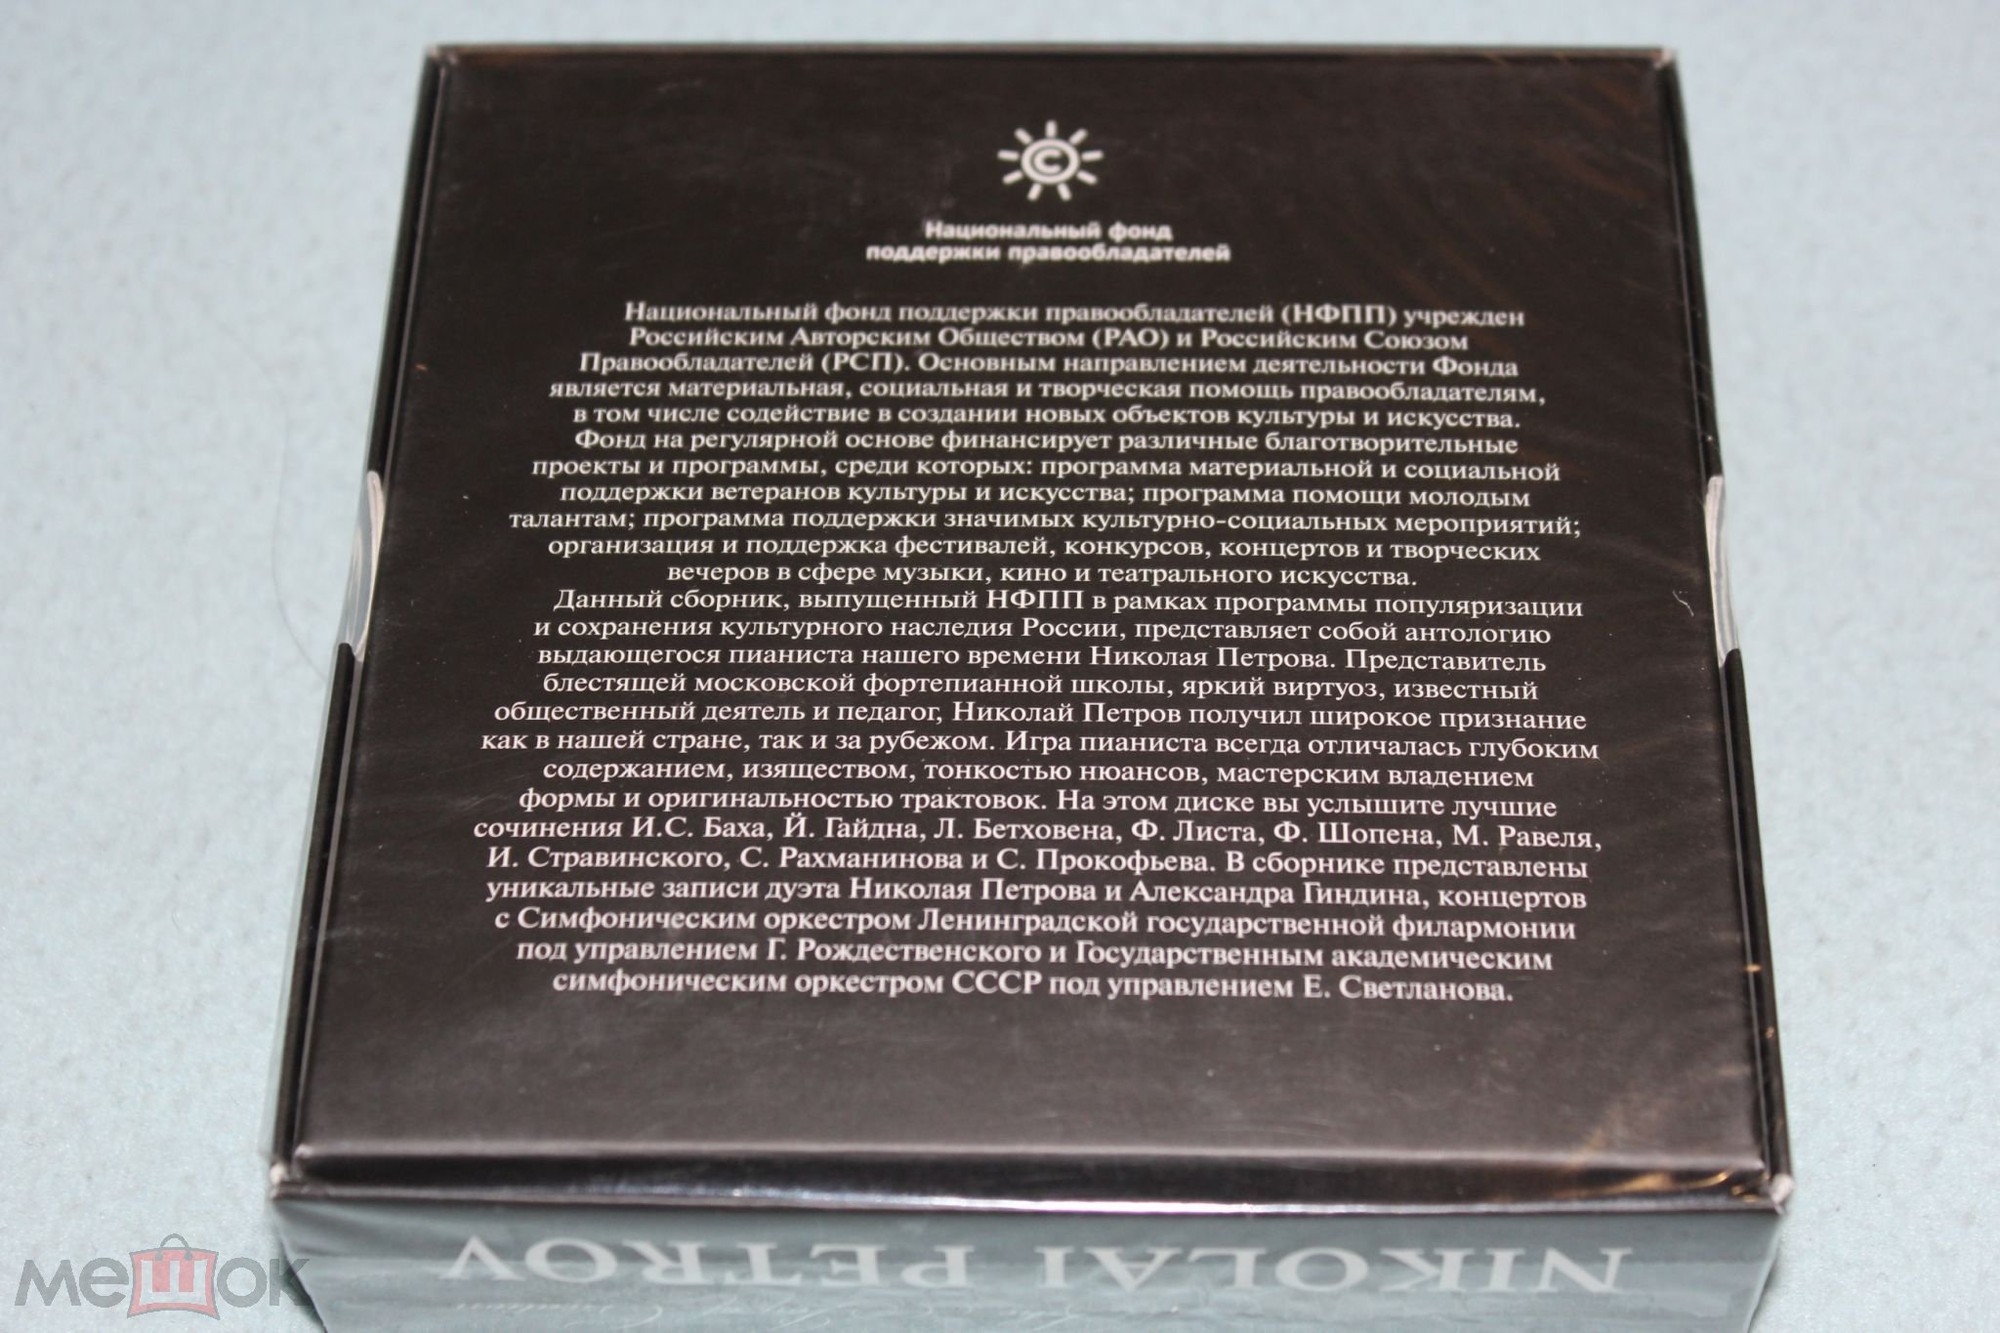 ©
Национальный фонд
поддержки правообладателей
Национальный фонд поддержки правообладателей (НФПП) учрежден
Российским Авторским Обществом (РАО) и Российским Союзом
Правообладателей (РСП). Основным направлением деятельности Фонда
является материальная, социальная и творческая помощь правообладателям,
в том числе содействие в создании новых объектов культуры и искусства.
Фонд на регулярной основе финансирует различные благотворительные
проекты и программы, среди которых: программа материальной и социальной
поддержки ветеранов культуры и искусства; программа помощи молодым
талантам; программа поддержки значимых культурно-социальных мероприятий;
организация и поддержка фестивалей, конкурсов, концертов и творческих
вечеров в сфере музыки, кино и театрального искусства.
Данный сборник, выпущенный НФПП в рамках программы популяризации
и сохранения культурного наследия России, представляет собой антологию
выдающегося пианиста нашего времени Николая Петрова. Представитель
блестящей московской фортепианной школы, яркий виртуоз, известный
общественный деятель и педагог, Николай Петров получил широкое признание
как в нашей стране, так и за рубежом. Игра пианиста всегда отличалась глубоким
содержанием, изяществом, тонкостью нюансов, мастерским владением
формы и оригинальностью трактовок. На этом диске вы услышите лучшие
сочинения И.С. Баха, Й. Гайдна, Л. Бетховена, Ф. Листа, Ф. Шопена, М. Равеля,
И. Стравинского, С. Рахманинова и С. Прокофьева. В сборнике представлены
уникальные записи дуэта Николая Петрова и Александра Гиндина, концертов
с Симфоническим оркестром Ленинградской государственной филармонии
под управлением Г. Рождественского и Государственным академическим
симфоническим оркестром СССР под управлением Е. Светланова.
NIKOLAI PETROV
мешок